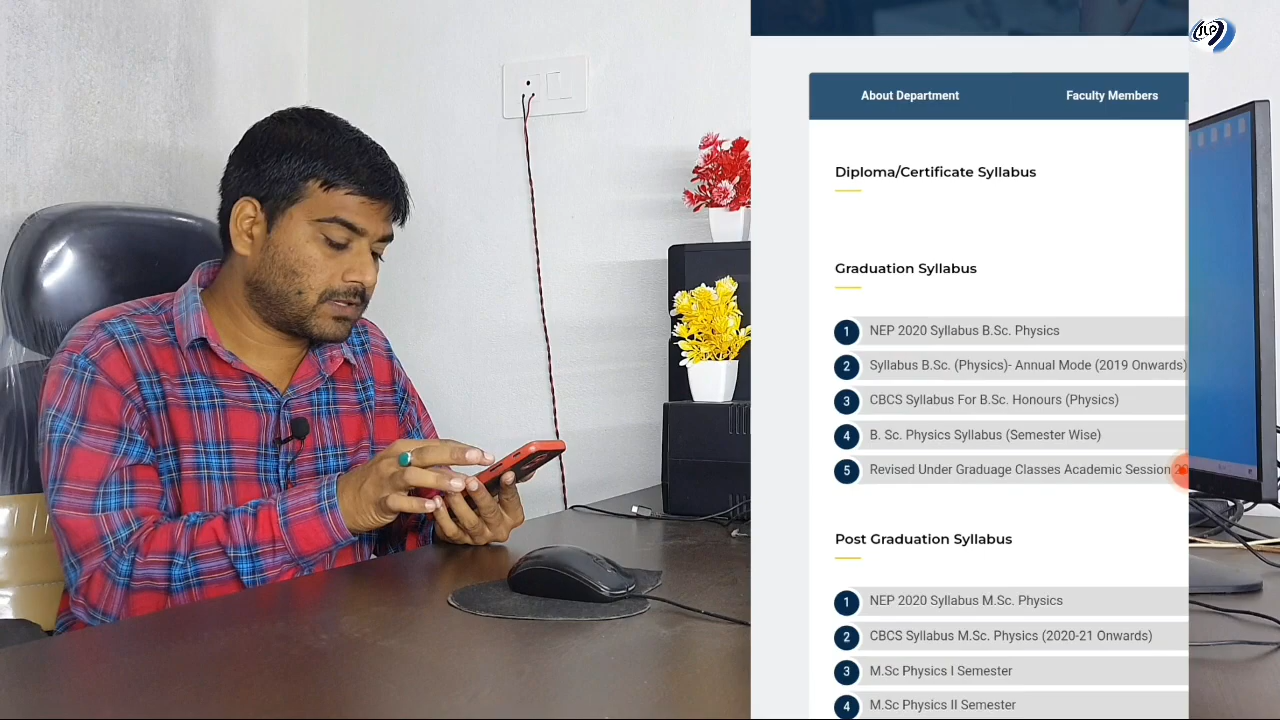 SLP
About Department
Faculty Members
Diploma/Certificate Syllabus
Graduation Syllabus
1 NEP 2020 Syllabus B.Sc. Physics
2 Syllabus B.Sc. (Physics)- Annual Mode (2019 Onwards)
3 CBCS Syllabus For B.Sc. Honours (Physics)
4 B. Sc. Physics Syllabus (Semester Wise)
5 Revised Under Graduage Classes Academic Session
Post Graduation Syllabus
1 NEP 2020 Syllabus M.Sc. Physics
2 CBCS Syllabus M.Sc. Physics (2020-21 Onwards)
3 M.Sc Physics I Semester
4 M.Sc Physics II Semester